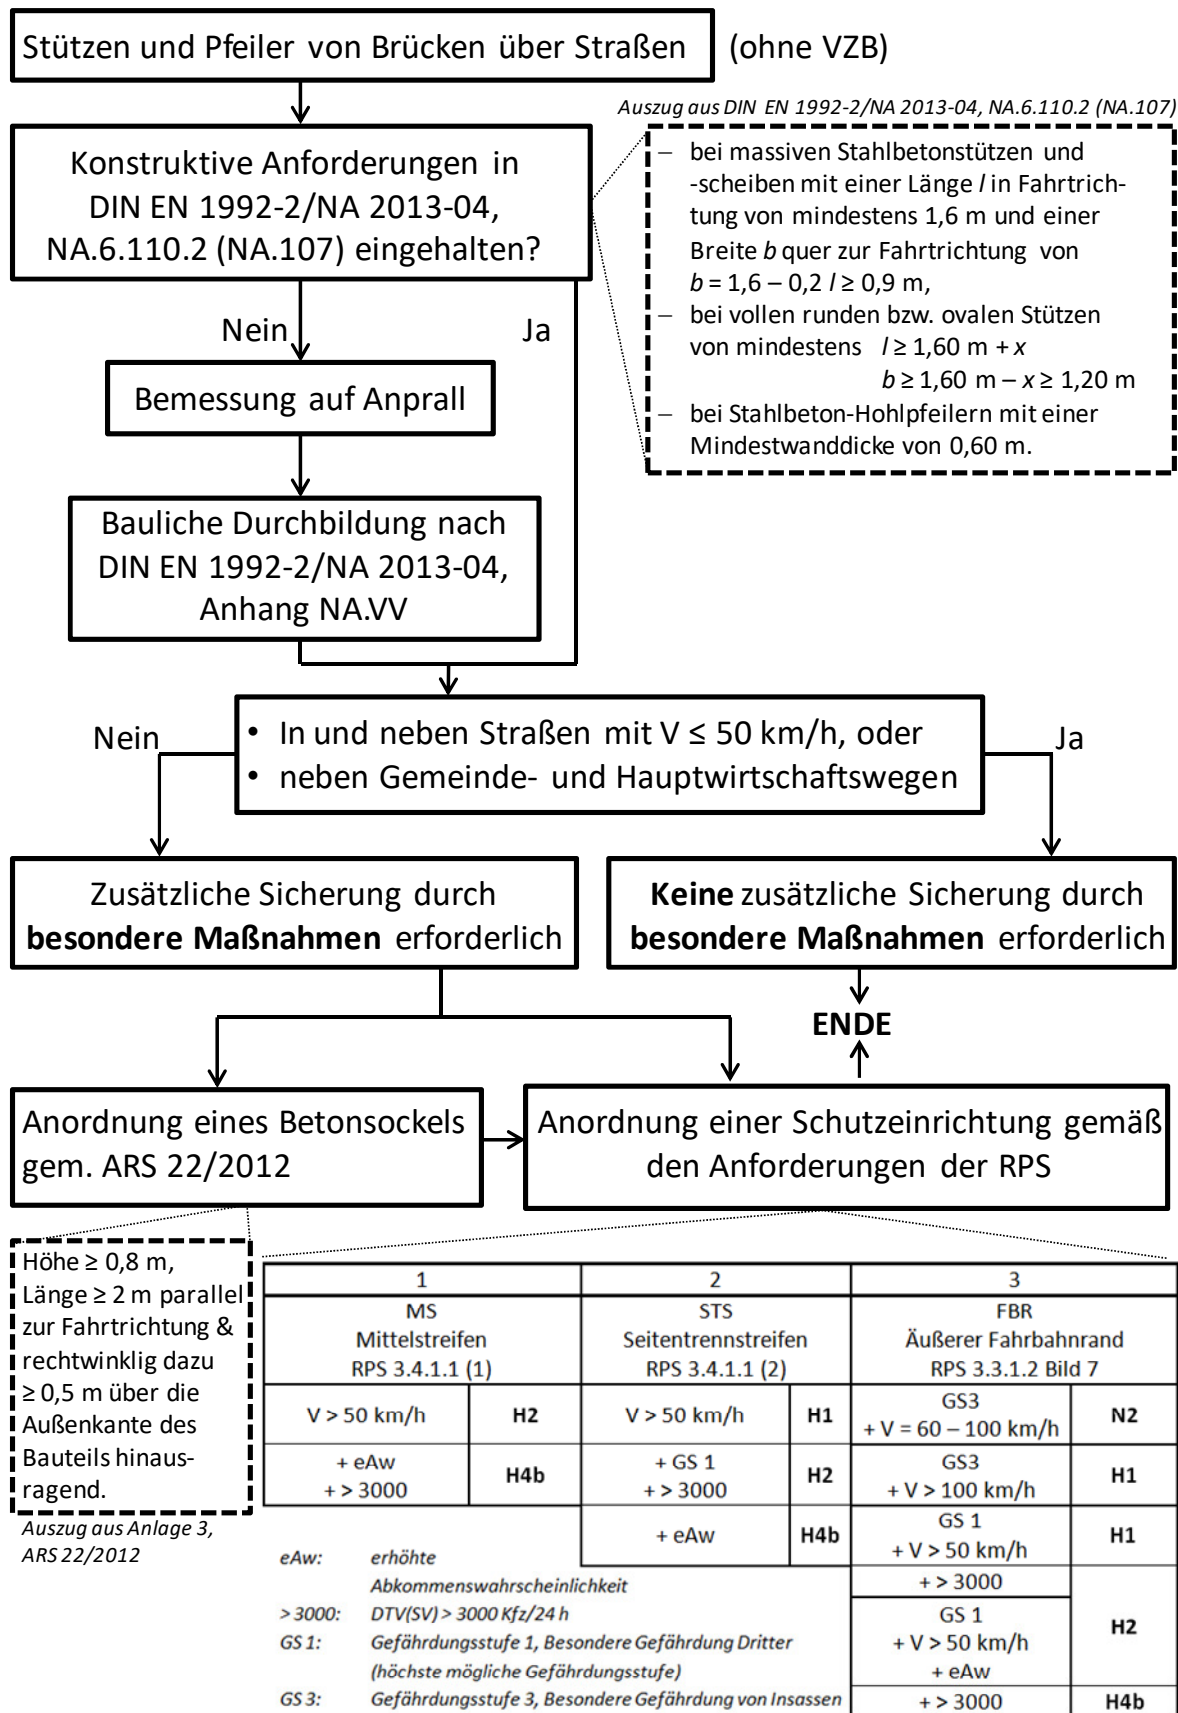 Stützen und Pfeiler von Brücken über Straßen
(ohne VZB)
Auszug aus DIN EN 1992-2/NA 2013-04, NA.6.110.2 (NA.107)
Konstruktive Anforderungen in
DIN EN 1992-2/NA 2013-04,
NA.6.110.2 (NA.107) eingehalten?
– bei massiven Stahlbetonstützen und
-scheiben mit einer Länge l in Fahrtrich-
tung von mindestens 1,6 m und einer
Breite b quer zur Fahrtrichtung von
b = 1,6 – 0,2 l ≥ 0,9 m,
– bei vollen runden bzw. ovalen Stützen
von mindestens l ≥ 1,60 m + x
b ≥ 1,60 m – x ≥ 1,20 m
– bei Stahlbeton-Hohlpfeilern mit einer
Mindestwanddicke von 0,60 m.
Nein
Ja
Bemessung auf Anprall
Bauliche Durchbildung nach
DIN EN 1992-2/NA 2013-04,
Anhang NA.VV
Nein
• In und neben Straßen mit V ≤ 50 km/h, oder
• neben Gemeinde- und Hauptwirtschaftswegen
Ja
Zusätzliche Sicherung durch
besondere Maßnahmen erforderlich
Keine zusätzliche Sicherung durch
besondere Maßnahmen erforderlich
ENDE
Anordnung eines Betonsockels
gem. ARS 22/2012
Anordnung einer Schutzeinrichtung gemäß
den Anforderungen der RPS
Höhe ≥ 0,8 m,
Länge ≥ 2 m parallel
zur Fahrtrichtung &
rechtwinklig dazu
≥ 0,5 m über die
Außenkante des
Bauteils hinaus-
ragend.
Auszug aus Anlage 3,
ARS 22/2012
1
MS
Mittelstreifen
RPS 3.4.1.1 (1)
V > 50 km/h
H2
+ eAw
+ > 3000
H4b
2
STS
Seitentrennstreifen
RPS 3.4.1.1 (2)
V > 50 km/h
H1
+ GS 1
+ > 3000
H2
+ eAw
H4b
3
FBR
Äußerer Fahrbahnrand
RPS 3.3.1.2 Bild 7
GS3
+ V = 60 – 100 km/h
N2
GS3
+ V > 100 km/h
H1
GS 1
+ V > 50 km/h
H1
+ > 3000
GS 1
+ V > 50 km/h
+ eAw
H2
+ > 3000
H4b
eAw: erhöhte
Abkommenswahrscheinlichkeit
> 3000: DTV(SV) > 3000 Kfz/24 h
GS 1: Gefährdungsstufe 1, Besondere Gefährdung Dritter
(höchste mögliche Gefährdungsstufe)
GS 3: Gefährdungsstufe 3, Besondere Gefährdung von Insassen